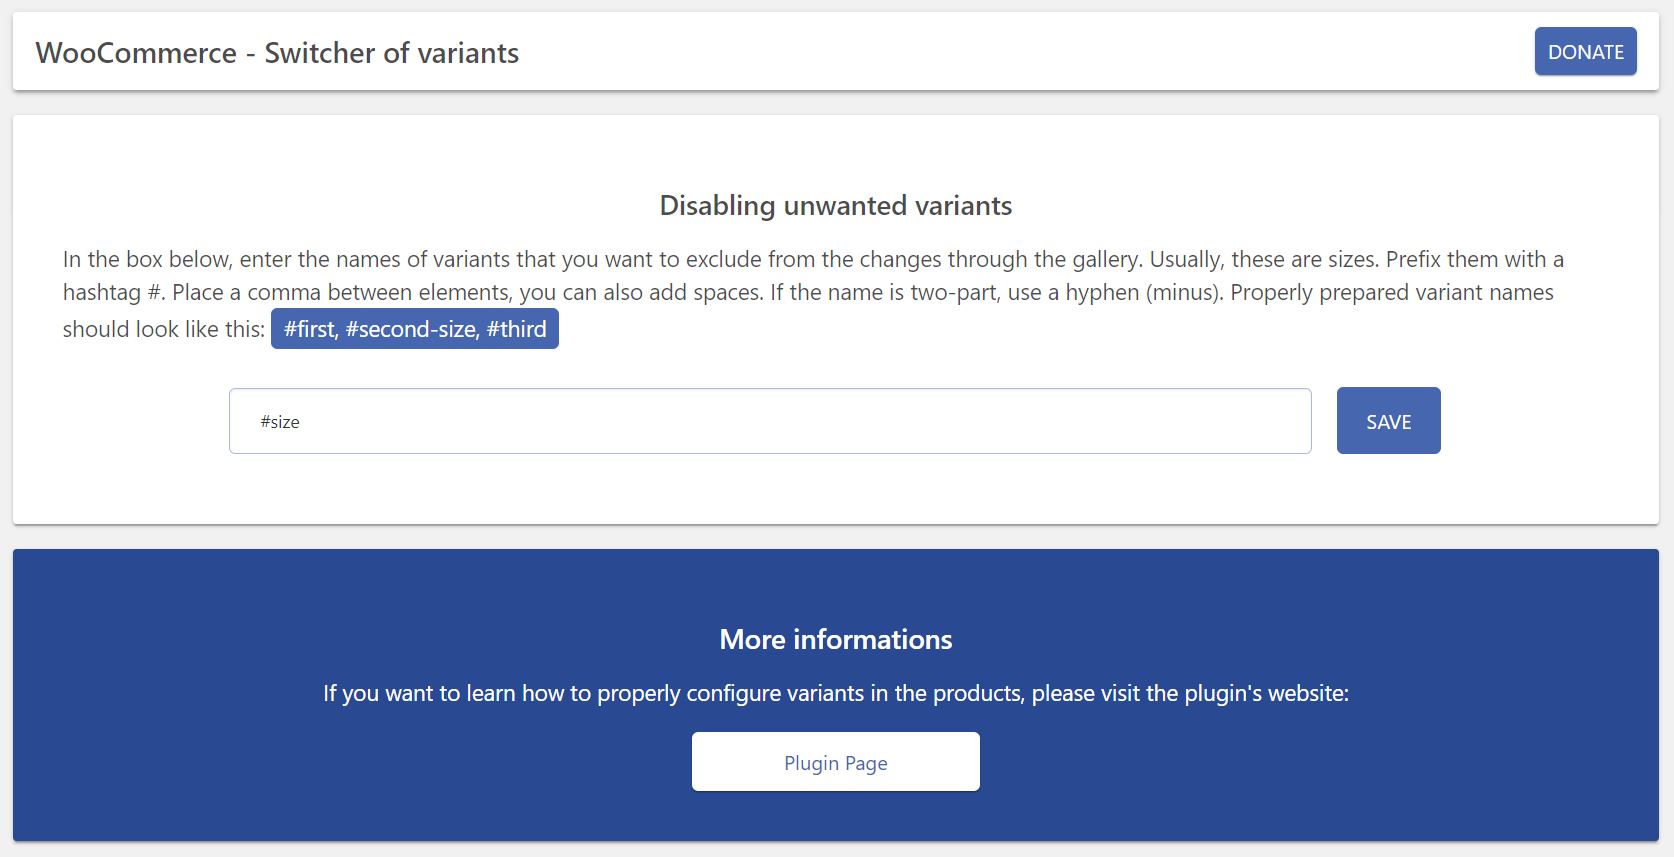 WooCommerce - Switcher of variants
DONATE
Disabling unwanted variants
In the box below, enter the names of variants that you want to exclude from the changes through the gallery. Usually, these are sizes. Prefix them with a
hashtag #. Place a comma between elements, you can also add spaces. If the name is two-part, use a hyphen (minus). Properly prepared variant names
should look like this: #first, #second-size, #third
#size
SAVE
More informations
If you want to learn how to properly configure variants in the products, please visit the plugin's website:
Plugin Page